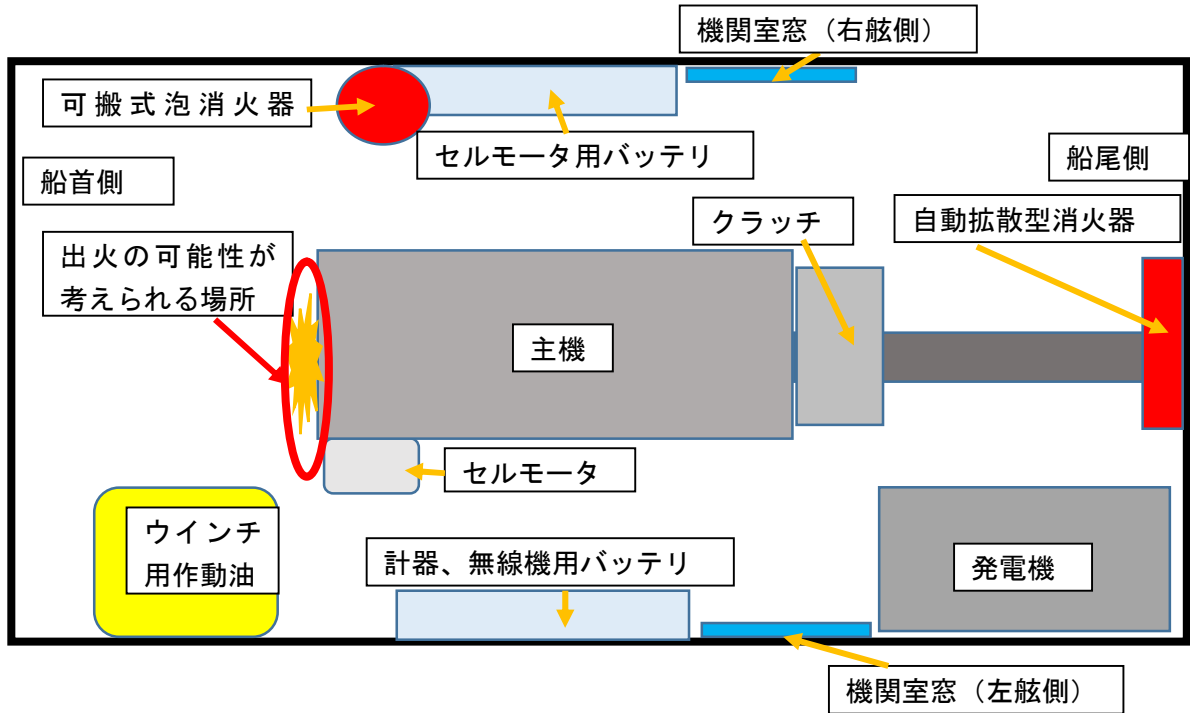 機関室窓（右舷側）
可搬式泡消火器
セルモータ用バッテリ
船尾側
船首側
クラッチ
自動拡散型消火器
出火の可能性が
考えられる場所
主機
セルモータ
ウインチ
用作動油
計器、無線機用バッテリ
発電機
機関室窓（左舷側）